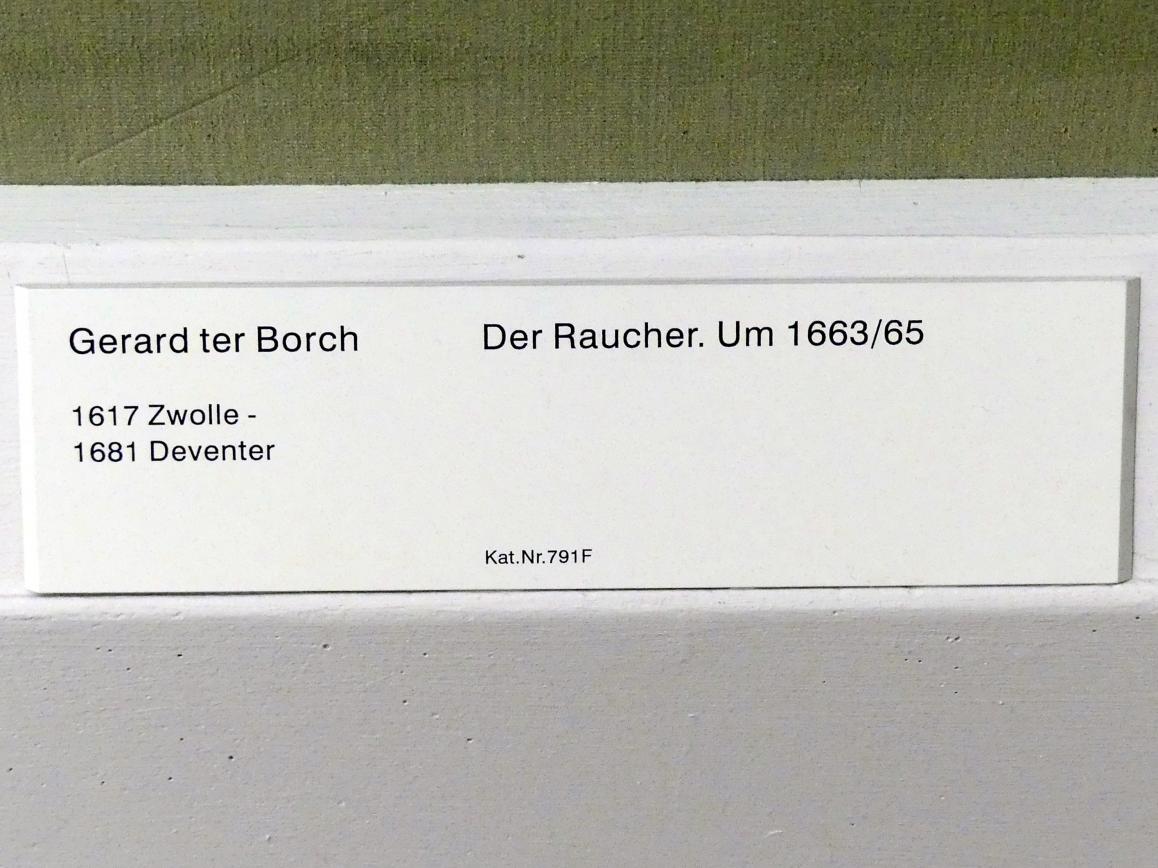 Gerard ter Borch
1617 Zwolle -
1681 Deventer
Der Raucher. Um 1663/65
Kat.Nr.791F